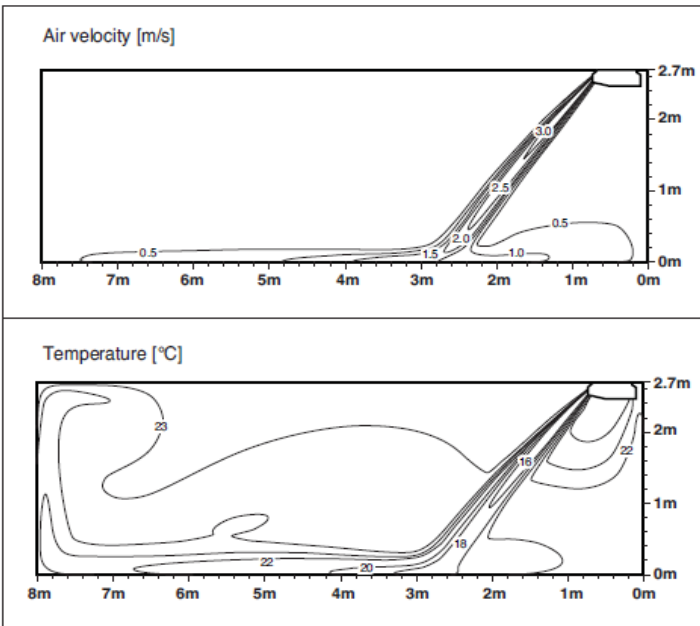 Air velocity [m/s]
2.7m
3.0
2m
2.5
1m
0.5
2.0
0.5
1.5
1.0
0m
8m 7m 6m 5m 4m 3m 2m 1m 0m
Temperature [°C]
2.7m
23
2m
22
16
1m
18
22
20
0m
8m 7m 6m 5m 4m 3m 2m 1m 0m